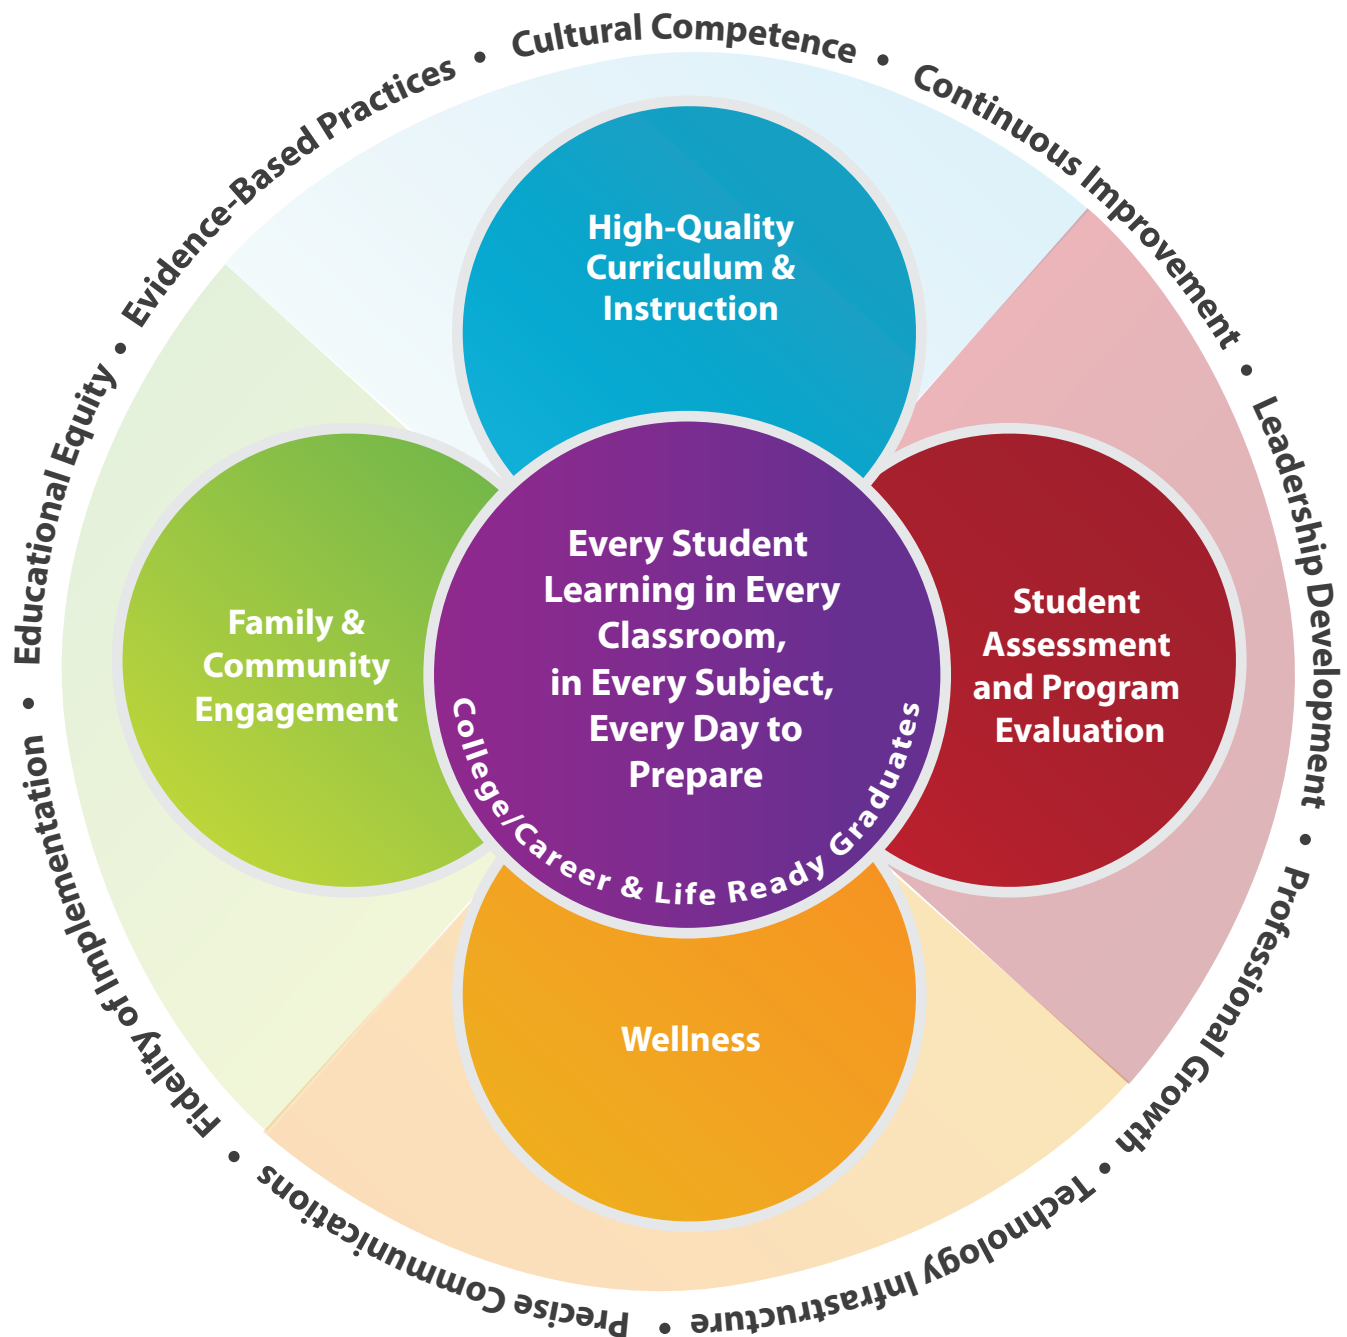 Cultural Competence • Continuous Improvement • Leadership Development • Professional Growth • Technology Infrastructure • Precise Communications • Fidelity of Implementation • Educational Equity • Evidence-Based Practices •
High-Quality
Curriculum &
Instruction
Family &
Community
Engagement
Every Student
Learning in Every
Classroom,
in Every Subject,
Every Day to
Prepare
College/Career & Life Ready Graduates
Student
Assessment
and Program
Evaluation
Wellness